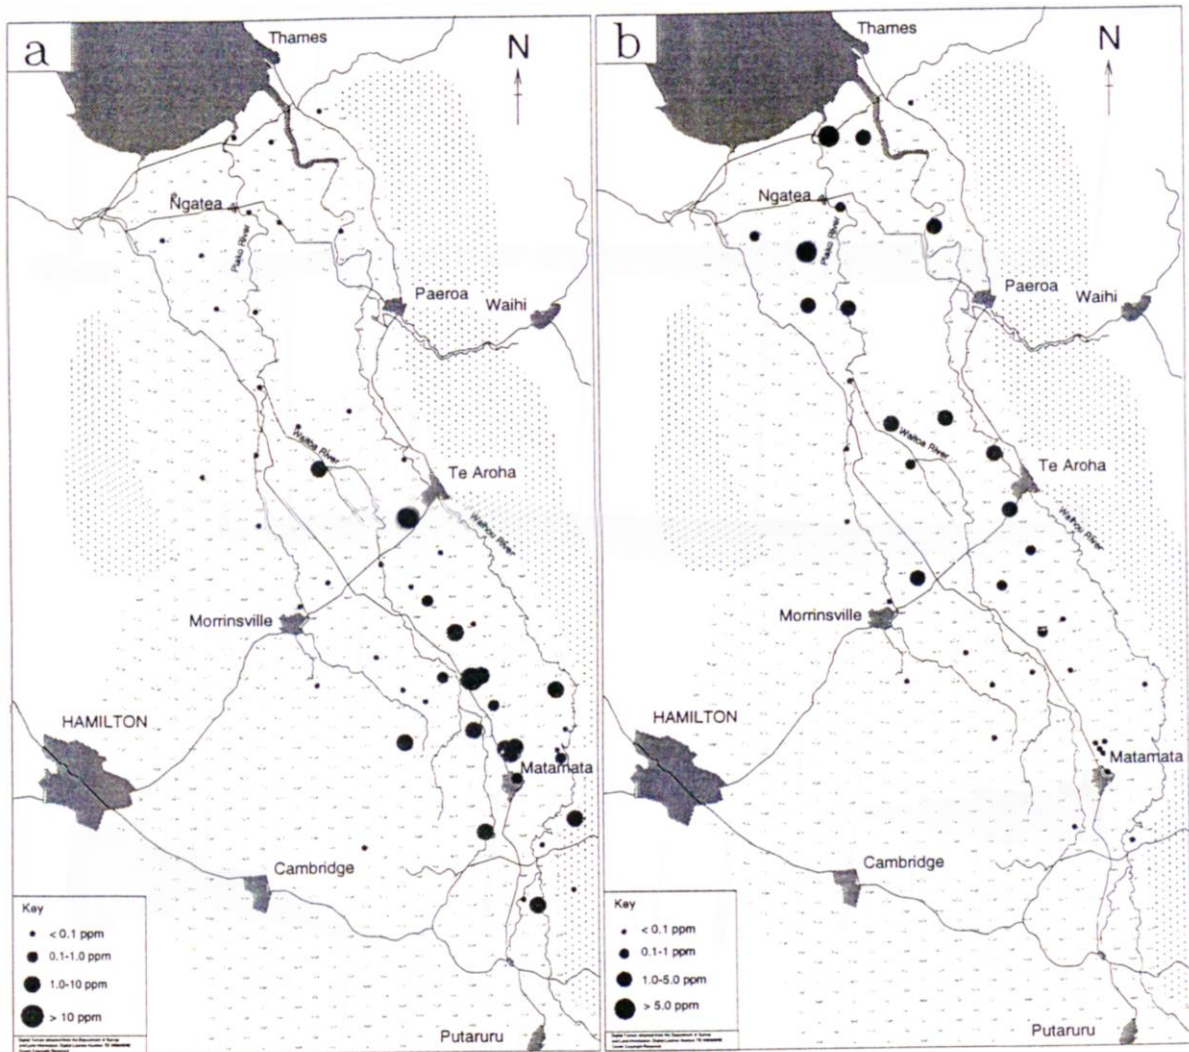 a
Thames
N
Ngatea
Piako River
Paeroa
Waihi
Waitoa River
Te Aroha
Waihou River
Morrinsville
HAMILTON
Matamata
Cambridge
Putaruru
Key
< 0.1 ppm
0.1-1.0 ppm
1.0-10 ppm
> 10 ppm
b
Thames
N
Ngatea
Piako River
Paeroa
Waihi
Waitoa River
Te Aroha
Waihou River
Morrinsville
HAMILTON
Matamata
Cambridge
Putaruru
Key
< 0.1 ppm
0.1-1 ppm
1.0-5.0 ppm
> 5.0 ppm